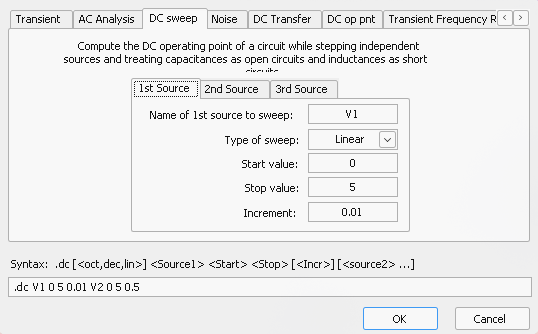 Transient AC Analysis DC sweep Noise DC Transfer DC op pnt Transient Frequency R
Compute the DC operating point of a circuit while stepping independent
sources and treating capacitances as open circuits and inductances as short
circuits
1st Source 2nd Source 3rd Source
Name of 1st source to sweep: V1
Type of sweep: Linear
Start value: 0
Stop value: 5
Increment: 0.01
Syntax: .dc [<oct,dec,lin>] <Source1> <Start> <Stop> [<Incr>] [<source2> ...]
.dc V1 0 5 0.01 V2 0 5 0.5
OK Cancel